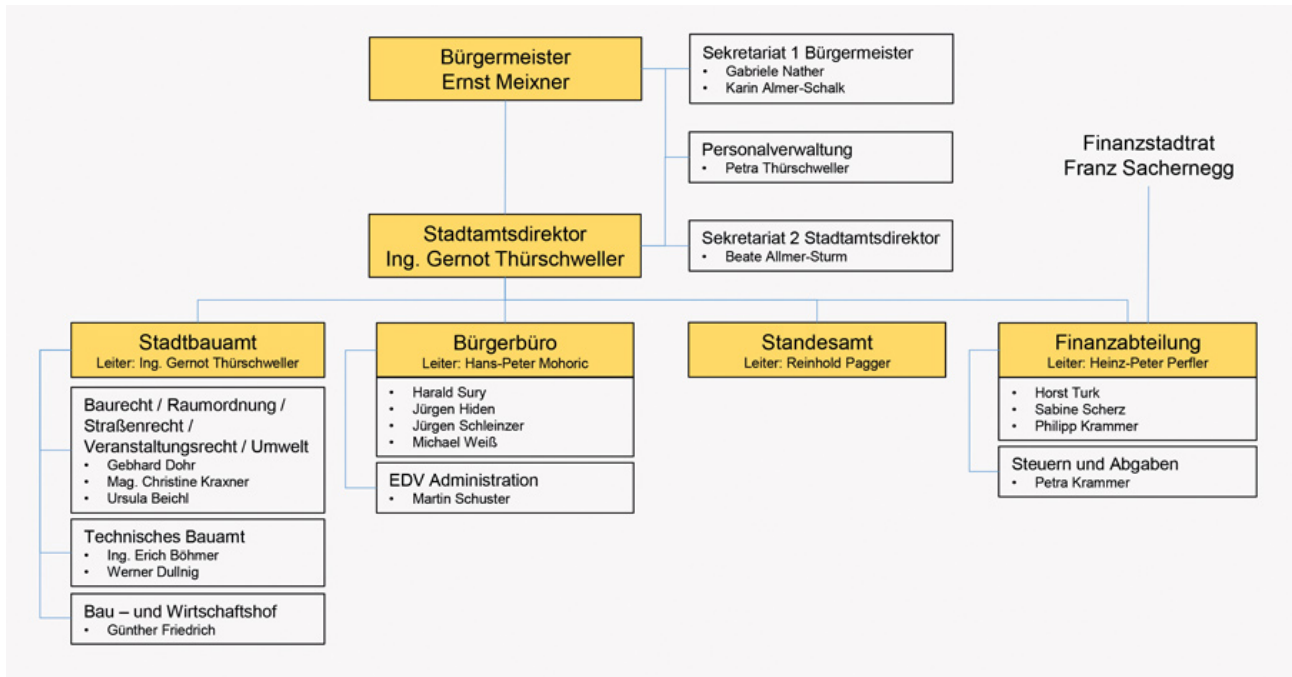 Bürgermeister
Ernst Meixner
Sekretariat 1 Bürgermeister
• Gabriele Nather
• Karin Almer-Schalk
Personalverwaltung
• Petra Thürschweller
Finanzstadtrat
Franz Sachernegg
Stadtamtsdirektor
Ing. Gernot Thürschweller
Sekretariat 2 Stadtamtsdirektor
• Beate Allmer-Sturm
Stadtbauamt
Leiter: Ing. Gernot Thürschweller
Baurecht / Raumordnung /
Straßenrecht /
Veranstaltungsrecht / Umwelt
• Gebhard Dohr
• Mag. Christine Kraxner
• Ursula Beichl
Technisches Bauamt
• Ing. Erich Böhmer
• Werner Dullnig
Bau – und Wirtschaftshof
• Günther Friedrich
Bürgerbüro
Leiter: Hans-Peter Mohoric
• Harald Sury
• Jürgen Hiden
• Jürgen Schleinzer
• Michael Weiß
EDV Administration
• Martin Schuster
Standesamt
Leiter: Reinhold Pagger
Finanzabteilung
Leiter: Heinz-Peter Perfler
• Horst Turk
• Sabine Scherz
• Philipp Krammer
Steuern und Abgaben
• Petra Krammer